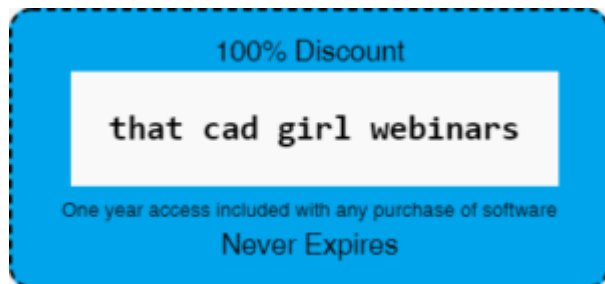 100% Discount
that cad girl webinars
One year access included with any purchase of software
Never Expires